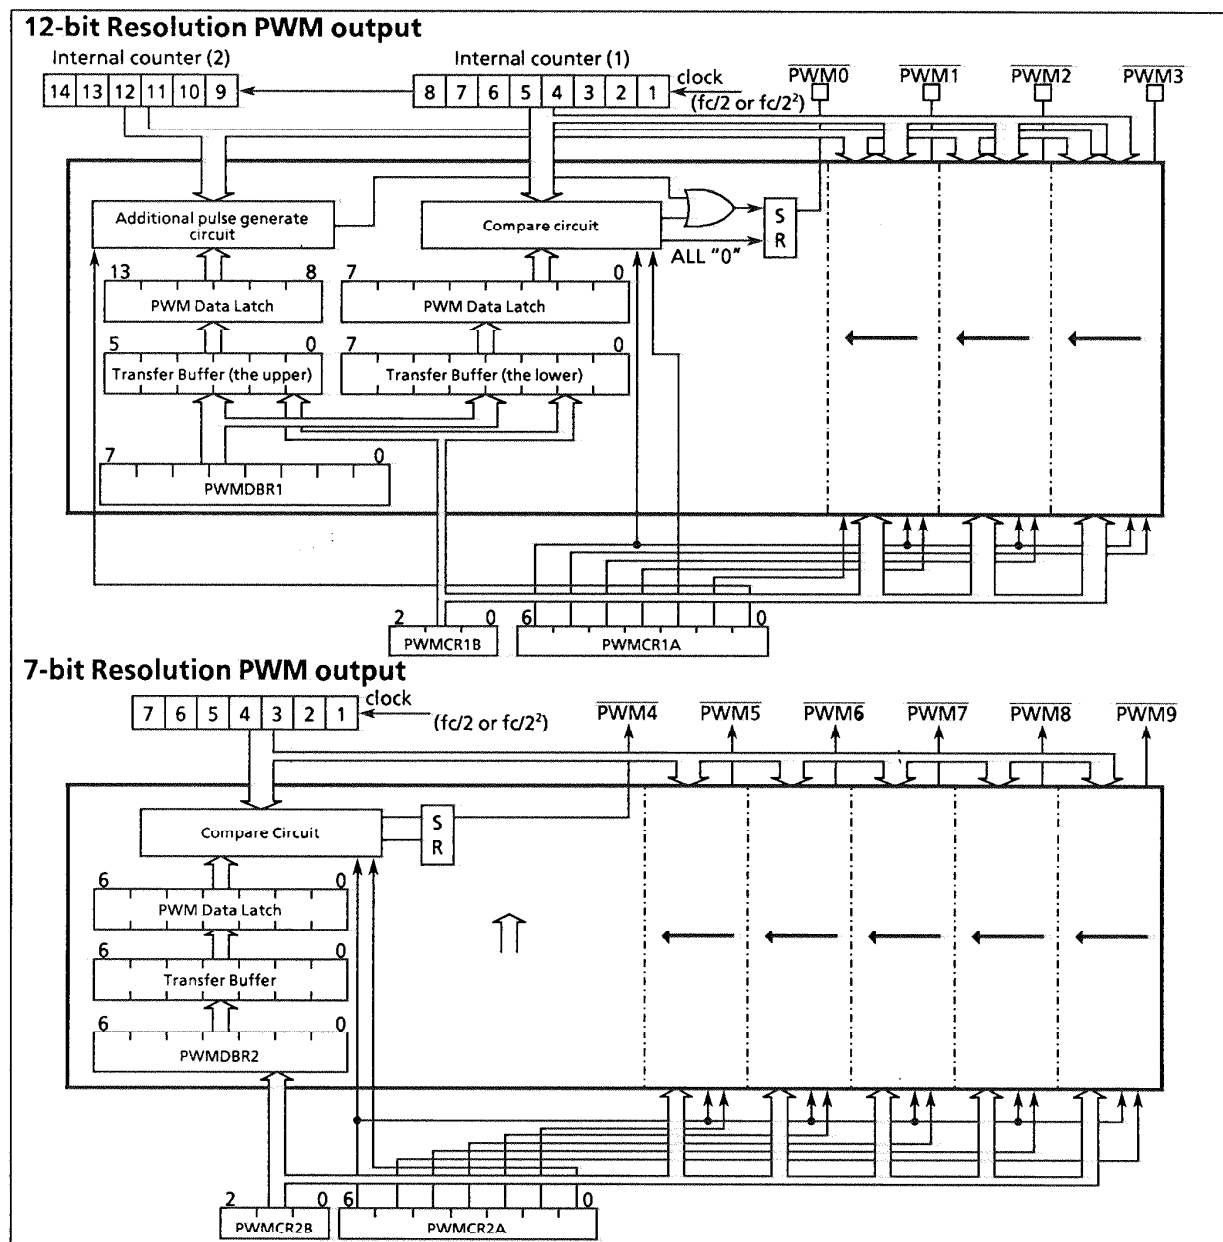 12-bit Resolution PWM output
Internal counter (2)
Internal counter (1)
14 13 12 11 10 9
8 7 6 5 4 3 2 1
clock
(fc/2 or fc/2²)
PWM0
PWM1
PWM2
PWM3
Additional pulse generate
circuit
Compare circuit
S
R
ALL "0"
13 8
PWM Data Latch
7 0
PWM Data Latch
5 0
Transfer Buffer (the upper)
7 0
Transfer Buffer (the lower)
7 0
PWMDBR1
2 0
PWMCR1B
6 0
PWMCR1A
7-bit Resolution PWM output
7 6 5 4 3 2 1
clock
(fc/2 or fc/2²)
PWM4
PWM5
PWM6
PWM7
PWM8
PWM9
Compare Circuit
S
R
6 0
PWM Data Latch
6 0
Transfer Buffer
6 0
PWMDBR2
2 0
PWMCR2B
6 0
PWMCR2A